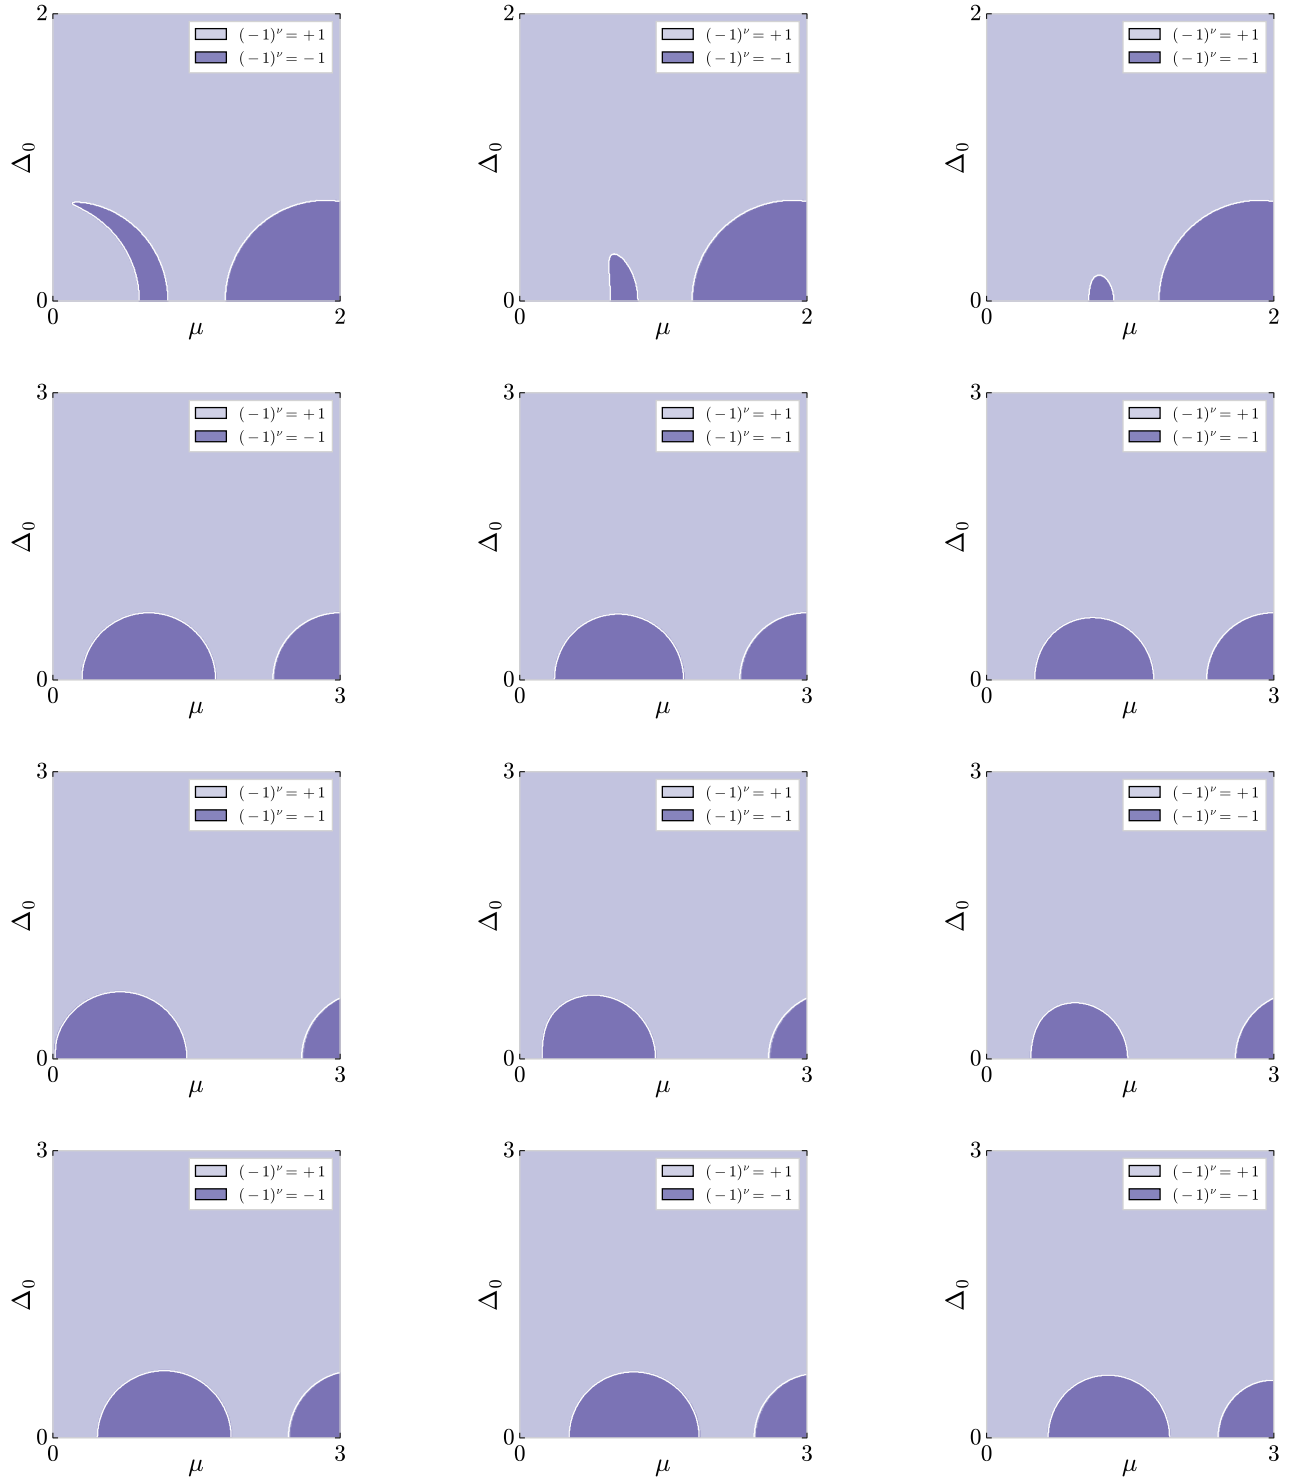 2 2 2
(−1)^ν = +1 (−1)^ν = +1 (−1)^ν = +1
(−1)^ν = −1 (−1)^ν = −1 (−1)^ν = −1
Δ₀ Δ₀ Δ₀
0 0 0
0 2 0 2 0 2
μ μ μ
3 3 3
(−1)^ν = +1 (−1)^ν = +1 (−1)^ν = +1
(−1)^ν = −1 (−1)^ν = −1 (−1)^ν = −1
Δ₀ Δ₀ Δ₀
0 0 0
0 3 0 3 0 3
μ μ μ
3 3 3
(−1)^ν = +1 (−1)^ν = +1 (−1)^ν = +1
(−1)^ν = −1 (−1)^ν = −1 (−1)^ν = −1
Δ₀ Δ₀ Δ₀
0 0 0
0 3 0 3 0 3
μ μ μ
3 3 3
(−1)^ν = +1 (−1)^ν = +1 (−1)^ν = +1
(−1)^ν = −1 (−1)^ν = −1 (−1)^ν = −1
Δ₀ Δ₀ Δ₀
0 0 0
0 3 0 3 0 3
μ μ μ